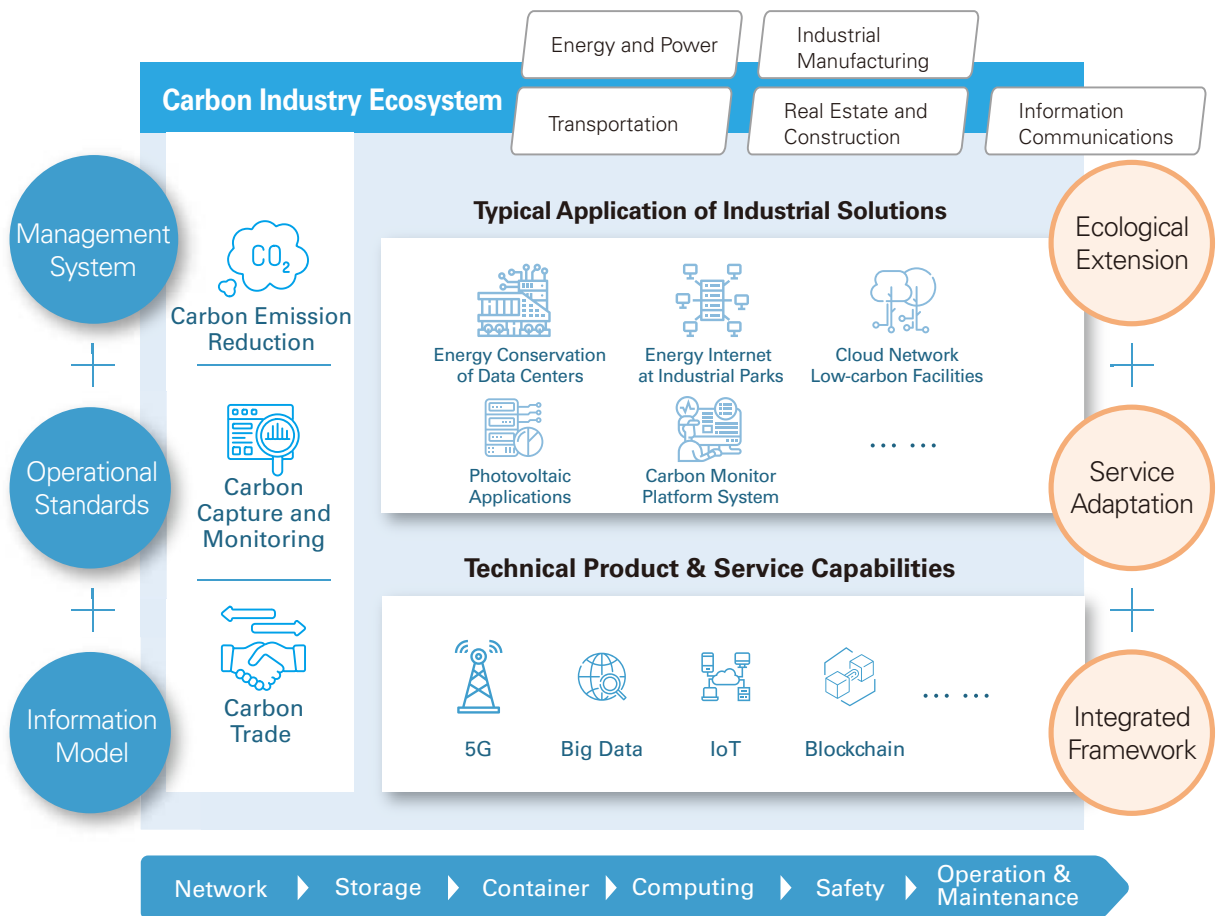 Energy and Power
Industrial
Manufacturing
Carbon Industry Ecosystem
Transportation
Real Estate and
Construction
Information
Communications
Management
System
Operational
Standards
Information
Model
CO2
Carbon Emission
Reduction
Carbon
Capture and
Monitoring
Carbon
Trade
Typical Application of Industrial Solutions
Energy Conservation
of Data Centers
Energy Internet
at Industrial Parks
Cloud Network
Low-carbon Facilities
Photovoltaic
Applications
Carbon Monitor
Platform System
... ...
Technical Product & Service Capabilities
5G
Big Data
IoT
Blockchain
... ...
Ecological
Extension
Service
Adaptation
Integrated
Framework
Network
Storage
Container
Computing
Safety
Operation &
Maintenance